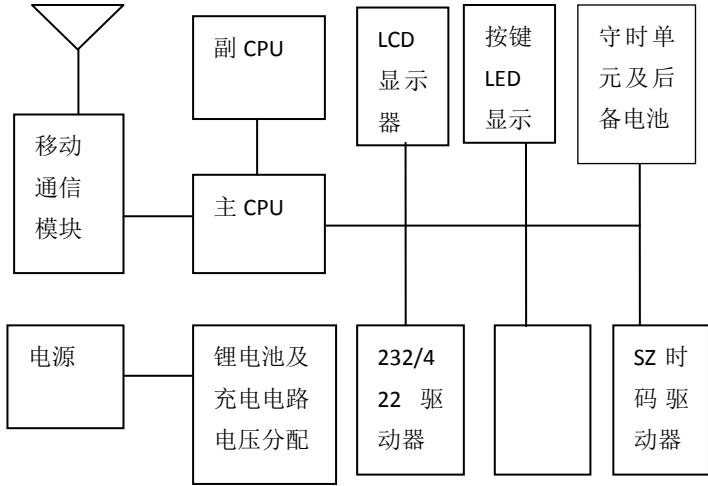 副 CPU
LCD
显示
器
按键
LED
显示
守时单
元及后
备电池
移动
通信
模块
主 CPU
电源
锂电池及
充电电路
电压分配
232/4
22 驱
动器
SZ 时
码驱
动器